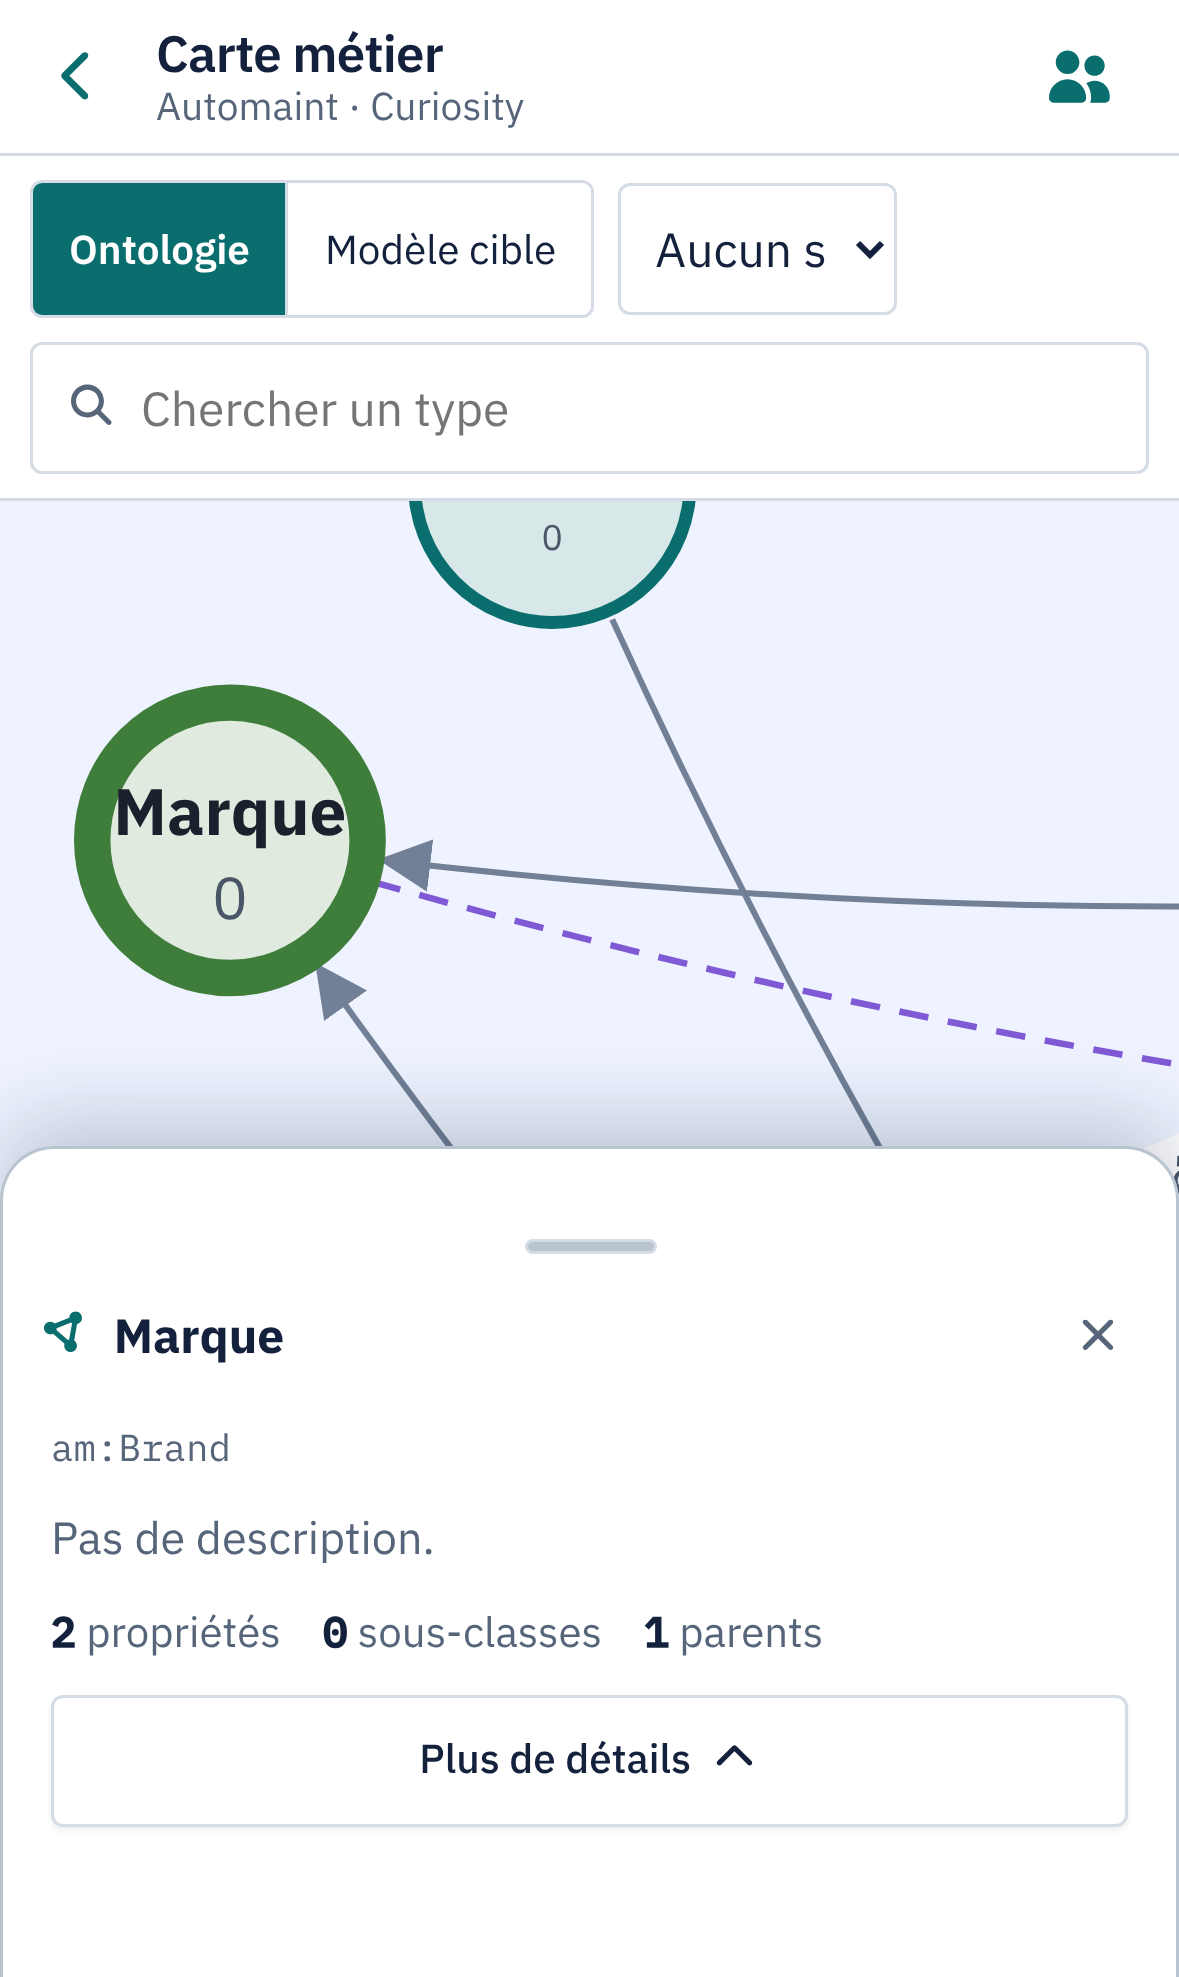 Carte métier
Automaint · Curiosity
Ontologie
Modèle cible
Aucun s
Chercher un type
0
Marque
0
Marque
am:Brand
Pas de description.
2 propriétés 0 sous-classes 1 parents
Plus de détails